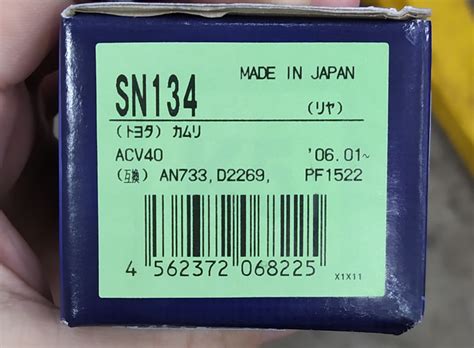 MADE IN JAPAN
SN134 (リヤ)
(トヨタ) カムリ
ACV40 '06.01~
(互換) AN733,D2269, PF1522
4 562372 068225
X1X11